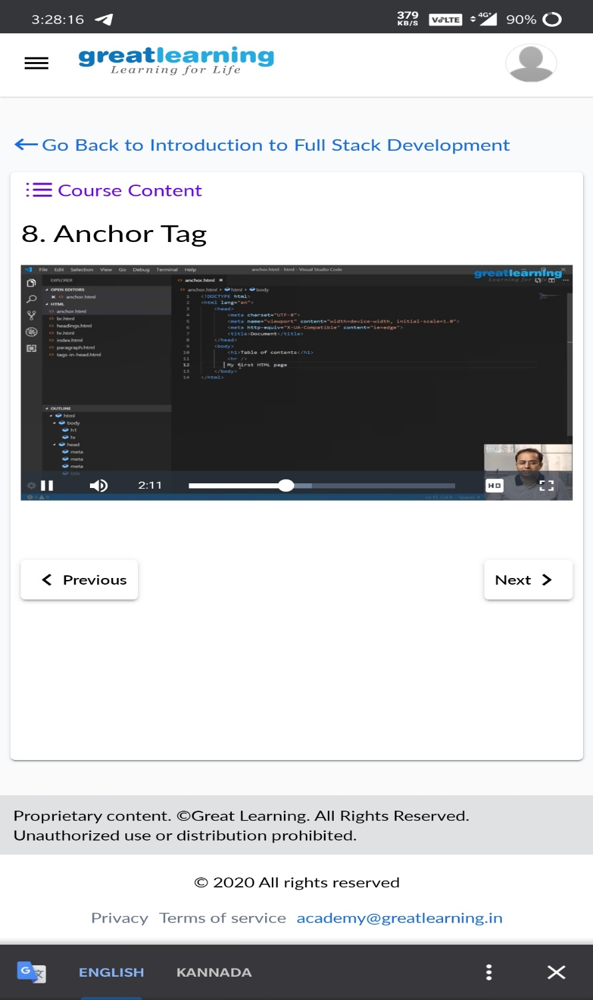 3:28:16
379
KB/S
VoLTE
4G+
90%
greatlearning
Learning for Life
Go Back to Introduction to Full Stack Development
Course Content
8. Anchor Tag
File Edit Selection View Go Debug Terminal Help
anchor.html - html - Visual Studio Code
greatlearning
Learning for Life
EXPLORER
OPEN EDITORS
anchor.html
HTML
anchor.html
br.html
headings.html
hr.html
index.html
paragraph.html
tags-in-head.html
OUTLINE
html
body
h1
hr
head
meta
meta
meta
title
anchor.html
anchor.html html body
1 <!DOCTYPE html>
2 <html lang="en">
3 <head>
4 <meta charset="UTF-8">
5 <meta name="viewport" content="width=device-width, initial-scale=1.0">
6 <meta http-equiv="X-UA-Compatible" content="ie=edge">
7 <title>Document</title>
8 </head>
9 <body>
10 <h1>Table of contents</h1>
11 <hr />
12 My first HTML page
13 </body>
14 </html>
2:11
HD
Previous
Next
Proprietary content. ©Great Learning. All Rights Reserved.
Unauthorized use or distribution prohibited.
© 2020 All rights reserved
Privacy Terms of service academy@greatlearning.in
G
ENGLISH
KANNADA